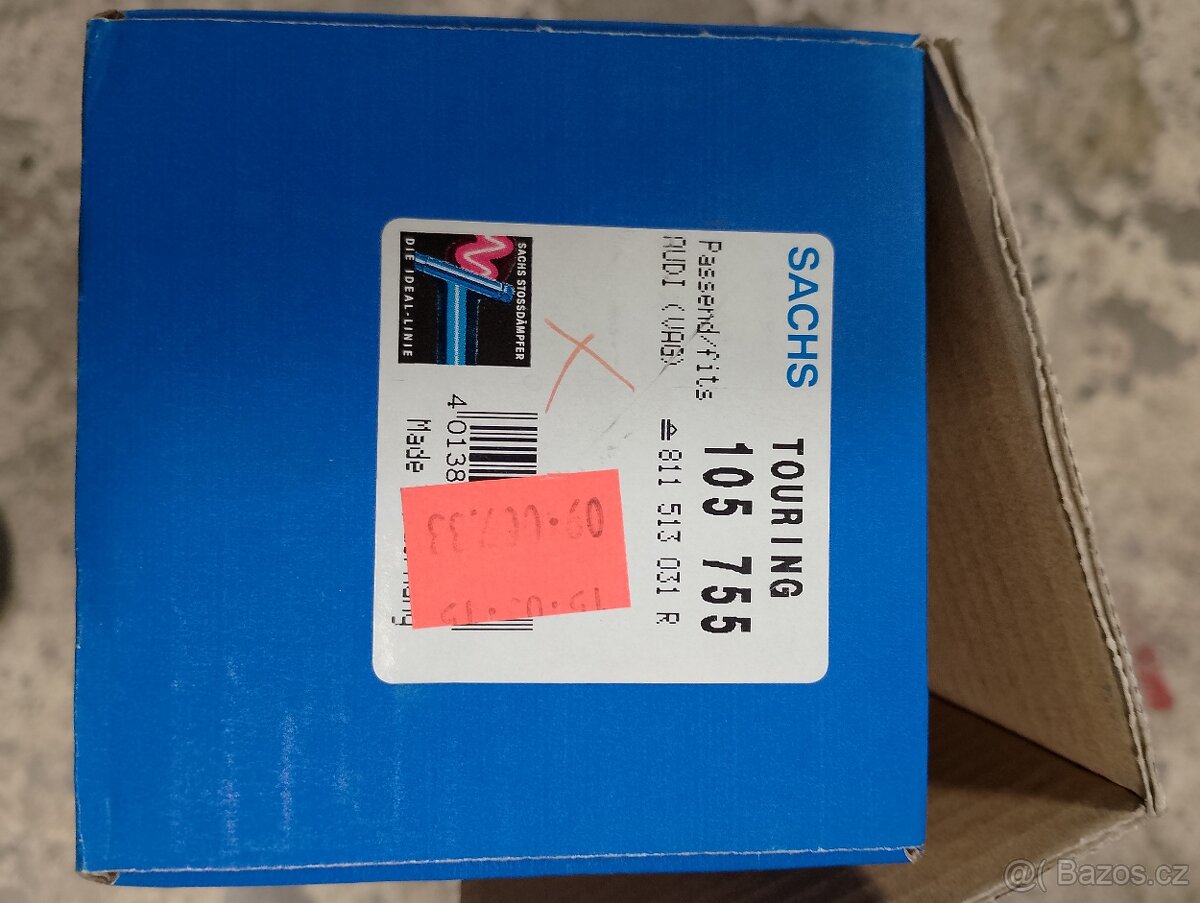 SACHS
TOURING
Passend/fits
105 755
AUDI (VAG)
≙ 811 513 031 R
SACHS STOSSDÄMPFER
DIE IDEAL-LINIE
4 0138
Made
many
@( Bazos.cz